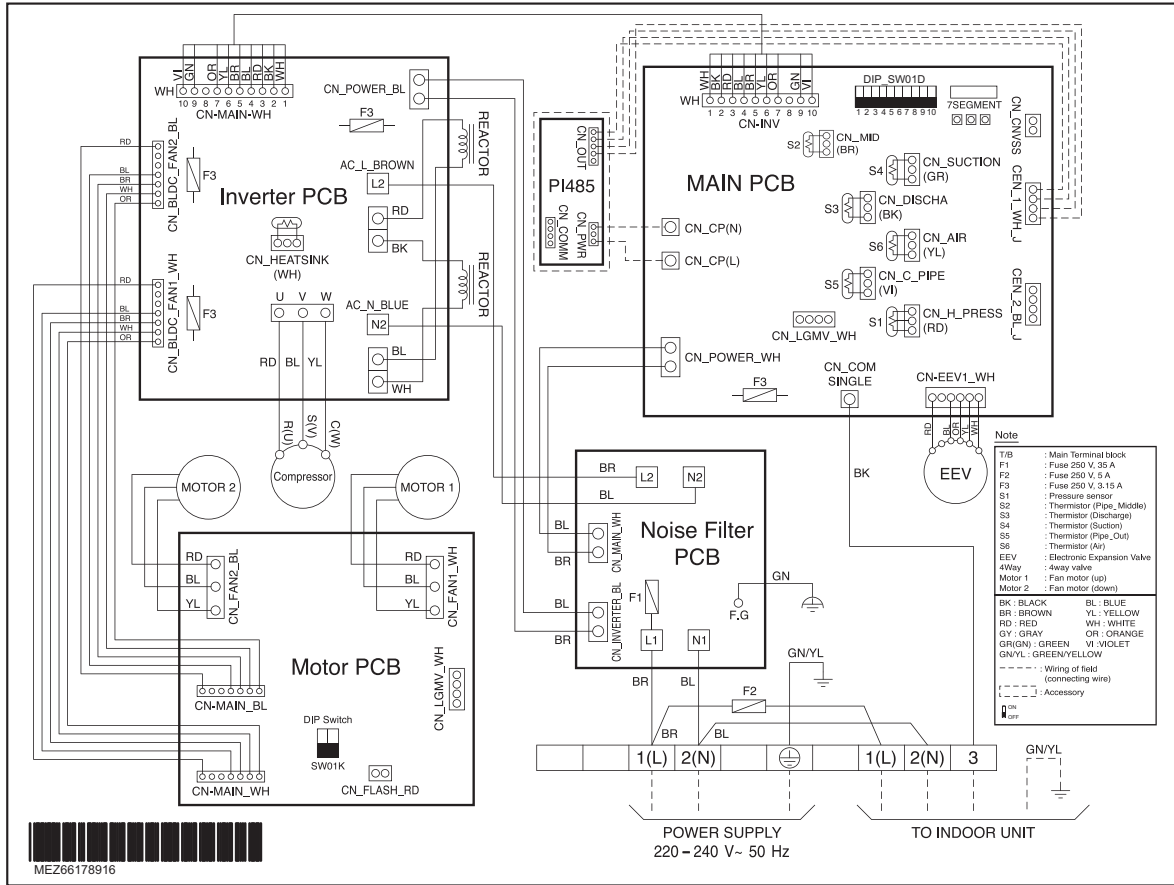 VI GN OR YL BR BL RD BK WH
WH
10 9 8 7 6 5 4 3 2 1
CN-MAIN-WH
CN_POWER_BL
F3
REACTOR
RD
BL
BR
WH
OR
CN_BLDC_FAN2_BL
F3
Inverter PCB
AC_L_BROWN
L2
RD
BK
CN_HEATSINK
(WH)
REACTOR
RD
BL
BR
WH
OR
CN_BLDC_FAN1_WH
F3
U V W
AC_N_BLUE
N2
BL
WH
RD BL YL
R(U)
S(V)
C(W)
Compressor
MOTOR 2
MOTOR 1
RD
BL
YL
CN_FAN2_BL
RD
BL
YL
CN_FAN1_WH
Motor PCB
CN_LGMV_WH
CN-MAIN_BL
DIP Switch
SW01K
CN-MAIN_WH
CN_FLASH_RD
MEZ66178916
CN_OUT
PI485
CN_COMM
CN_PWR
WH BK RD BL BR YL OR GN VI
WH
1 2 3 4 5 6 7 8 9 10
CN-INV
DIP_SW01D
1 2 3 4 5 6 7 8 9 10
7SEGMENT
CN_CNVSS
MAIN PCB
S2
CN_MID
(BR)
S4
CN_SUCTION
(GR)
CEN_1_WH_J
S3
CN_DISCHA
(BK)
CN_CP(N)
S6
CN_AIR
(YL)
CN_CP(L)
S5
CN_C_PIPE
(VI)
CEN_2_BL_J
CN_LGMV_WH
S1
CN_H_PRESS
(RD)
CN_POWER_WH
F3
CN_COM
SINGLE
CN-EEV1_WH
RD BL OR YL WH
EEV
BK
BR
L2
N2
BL
Noise Filter
PCB
BL
BR
CN_MAIN_WH
F1
GN
F.G
BL
BR
CN_INVERTER_BL
L1
N1
BR
BL
GN/YL
F2
BR
BL
1(L) 2(N) 1(L) 2(N) 3
GN/YL
POWER SUPPLY
220 – 240 V~ 50 Hz
TO INDOOR UNIT
Note
T/B : Main Terminal block
F1 : Fuse 250 V, 35 A
F2 : Fuse 250 V, 5 A
F3 : Fuse 250 V, 3.15 A
S1 : Pressure sensor
S2 : Thermistor (Pipe_Middle)
S3 : Thermistor (Discharge)
S4 : Thermistor (Suction)
S5 : Thermistor (Pipe_Out)
S6 : Thermistor (Air)
EEV : Electronic Expansion Valve
4Way : 4way valve
Motor 1 : Fan motor (up)
Motor 2 : Fan motor (down)
BK : BLACK BL : BLUE
BR : BROWN YL : YELLOW
RD : RED WH : WHITE
GY : GRAY OR : ORANGE
GR(GN) : GREEN VI :VIOLET
GN/YL : GREEN/YELLOW
: Wiring of field
(connecting wire)
: Accessory
ON
OFF